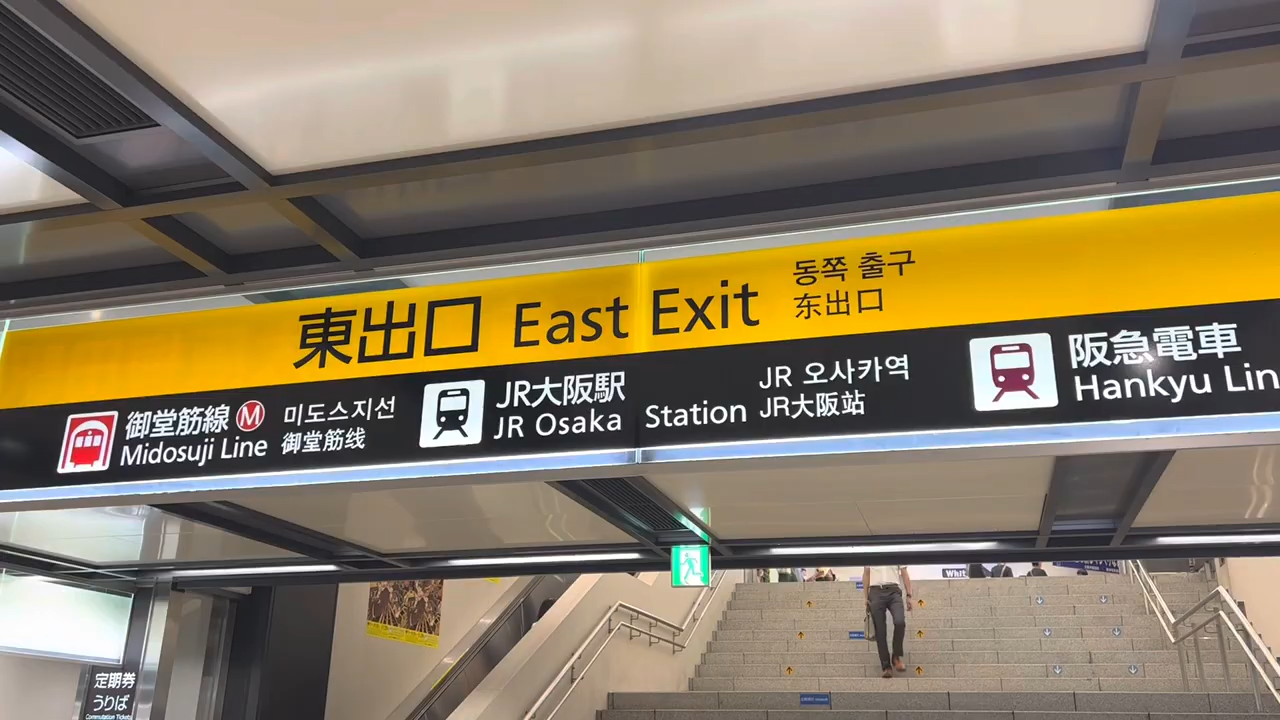 東出口 East Exit
동쪽 출구
东出口
御堂筋線 M
Midosuji Line
미도스지선
御堂筋线
JR大阪駅
JR Osaka Station
JR 오사카역
JR大阪站
阪急電車
Hankyu Lin
定期券
うりば
Commutation Tickets